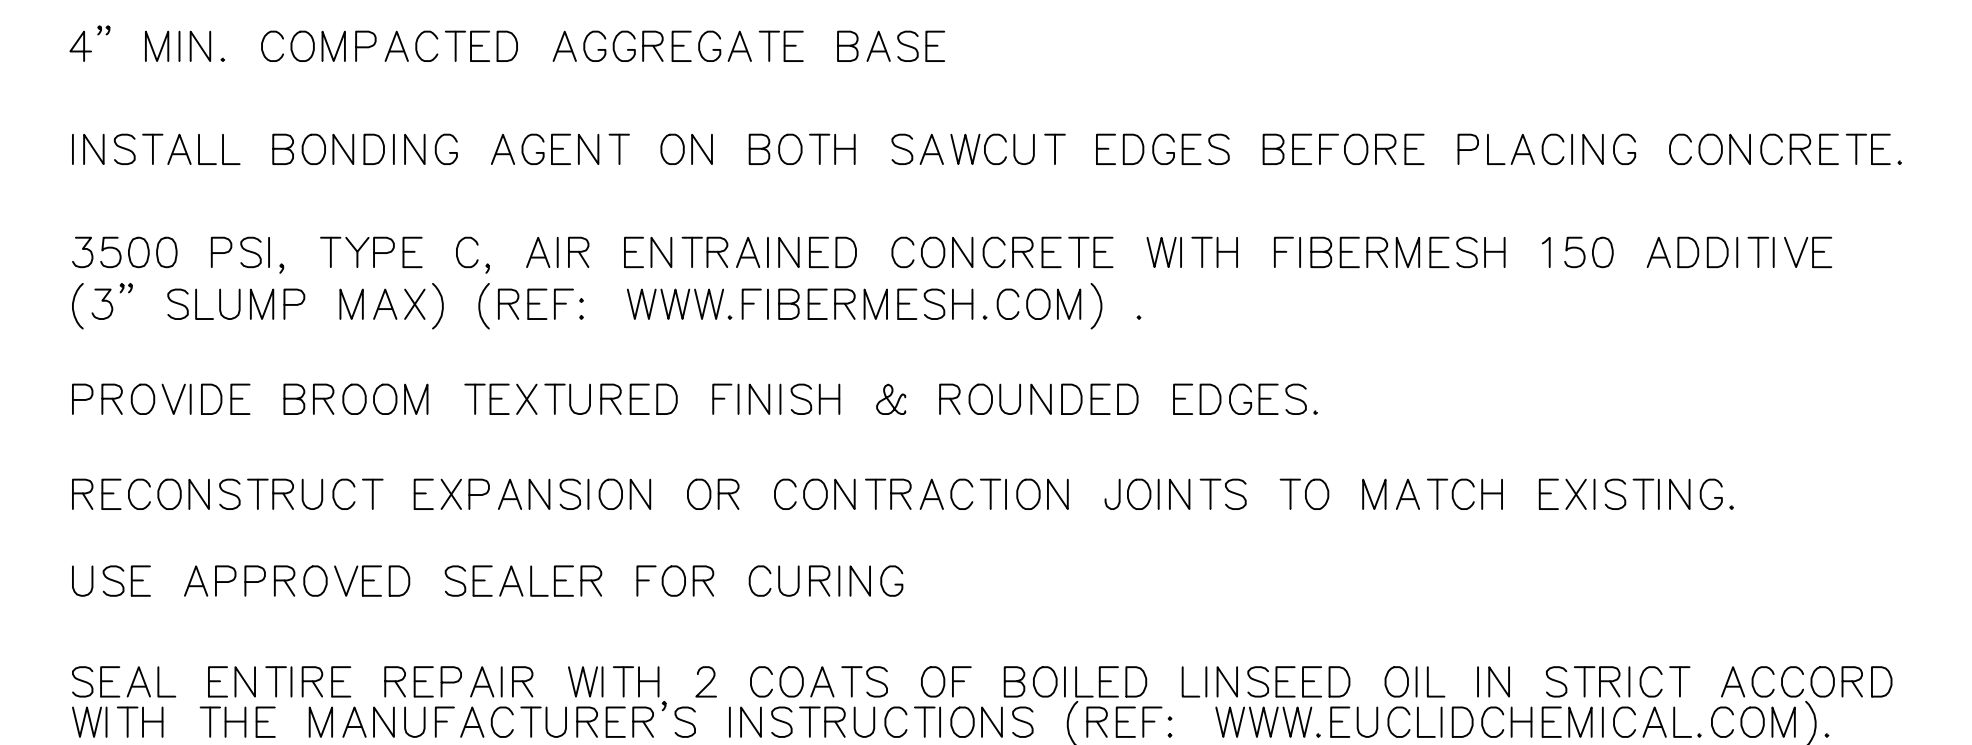 4” MIN. COMPACTED AGGREGATE BASE
INSTALL BONDING AGENT ON BOTH SAWCUT EDGES BEFORE PLACING CONCRETE.
3500 PSI, TYPE C, AIR ENTRAINED CONCRETE WITH FIBERMESH 150 ADDITIVE
(3” SLUMP MAX) (REF: WWW.FIBERMESH.COM) .
PROVIDE BROOM TEXTURED FINISH & ROUNDED EDGES.
RECONSTRUCT EXPANSION OR CONTRACTION JOINTS TO MATCH EXISTING.
USE APPROVED SEALER FOR CURING
SEAL ENTIRE REPAIR WITH 2 COATS OF BOILED LINSEED OIL IN STRICT ACCORD
WITH THE MANUFACTURER’S INSTRUCTIONS (REF: WWW.EUCLIDCHEMICAL.COM).